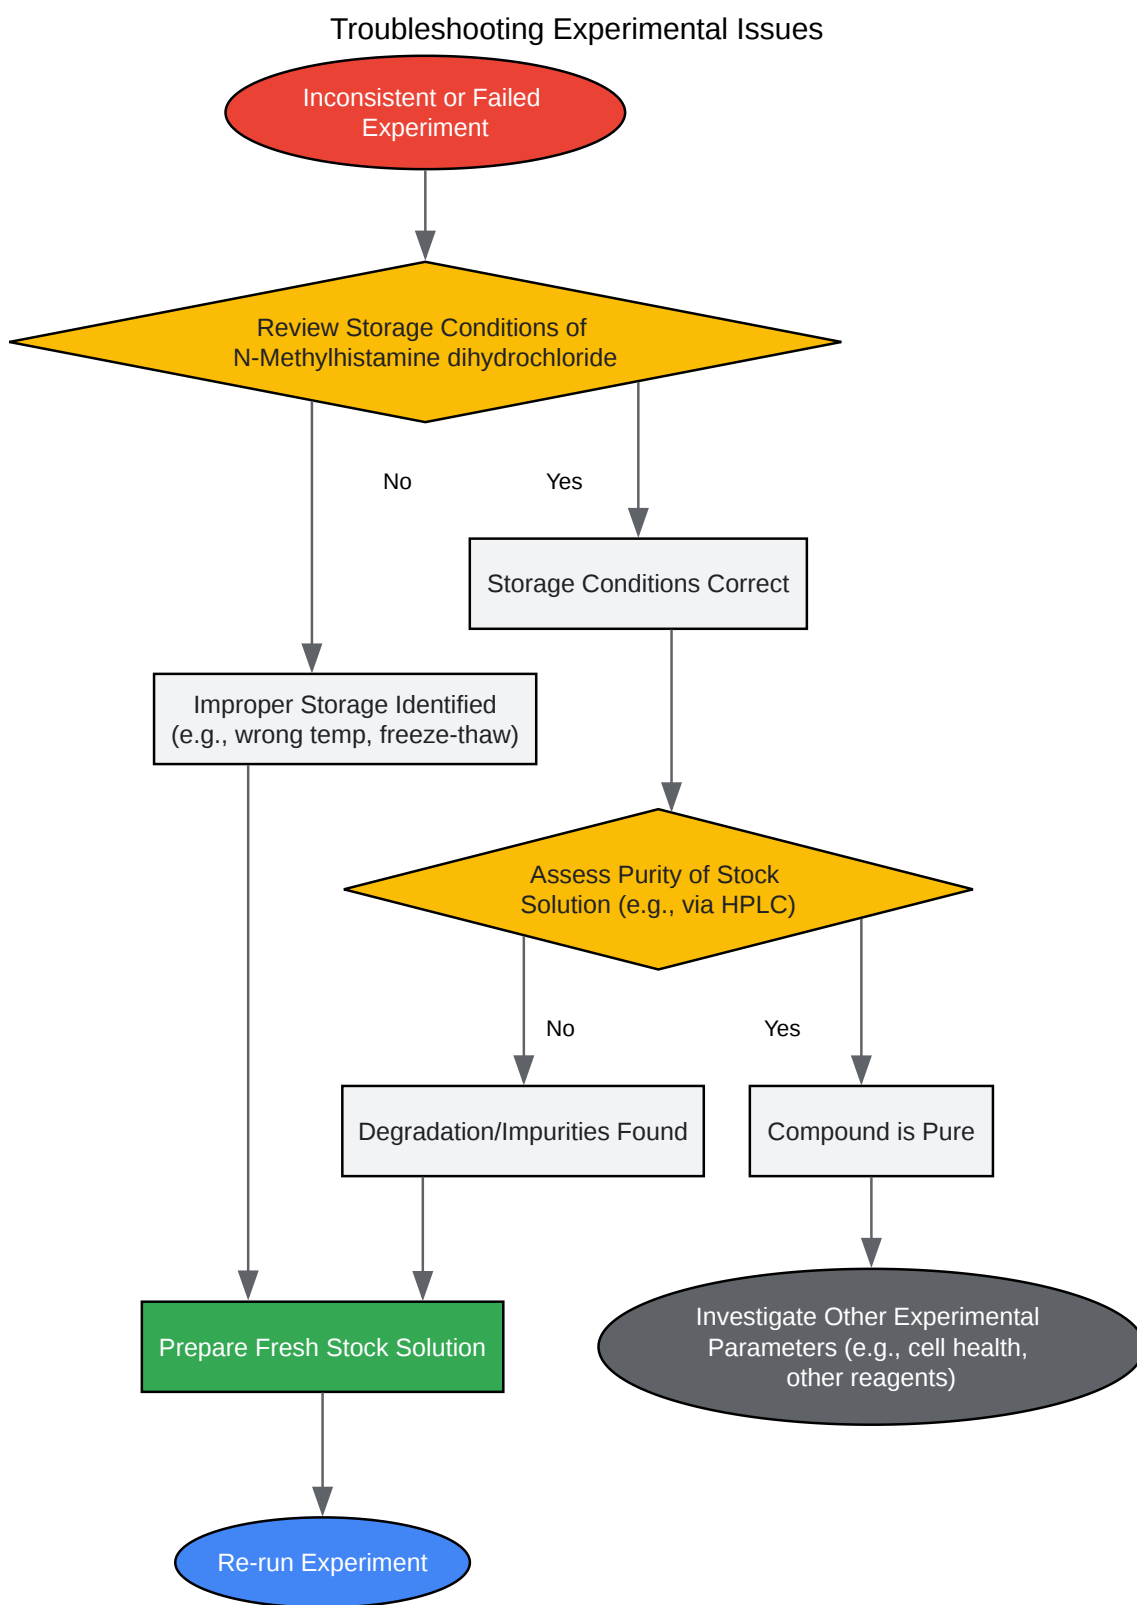 Troubleshooting Experimental Issues
Inconsistent or Failed
Experiment
Review Storage Conditions of
N-Methylhistamine dihydrochloride
No
Yes
Storage Conditions Correct
Improper Storage Identified
(e.g., wrong temp, freeze-thaw)
Assess Purity of Stock
Solution (e.g., via HPLC)
No
Yes
Degradation/Impurities Found
Compound is Pure
Investigate Other Experimental
Parameters (e.g., cell health,
other reagents)
Prepare Fresh Stock Solution
Re-run Experiment